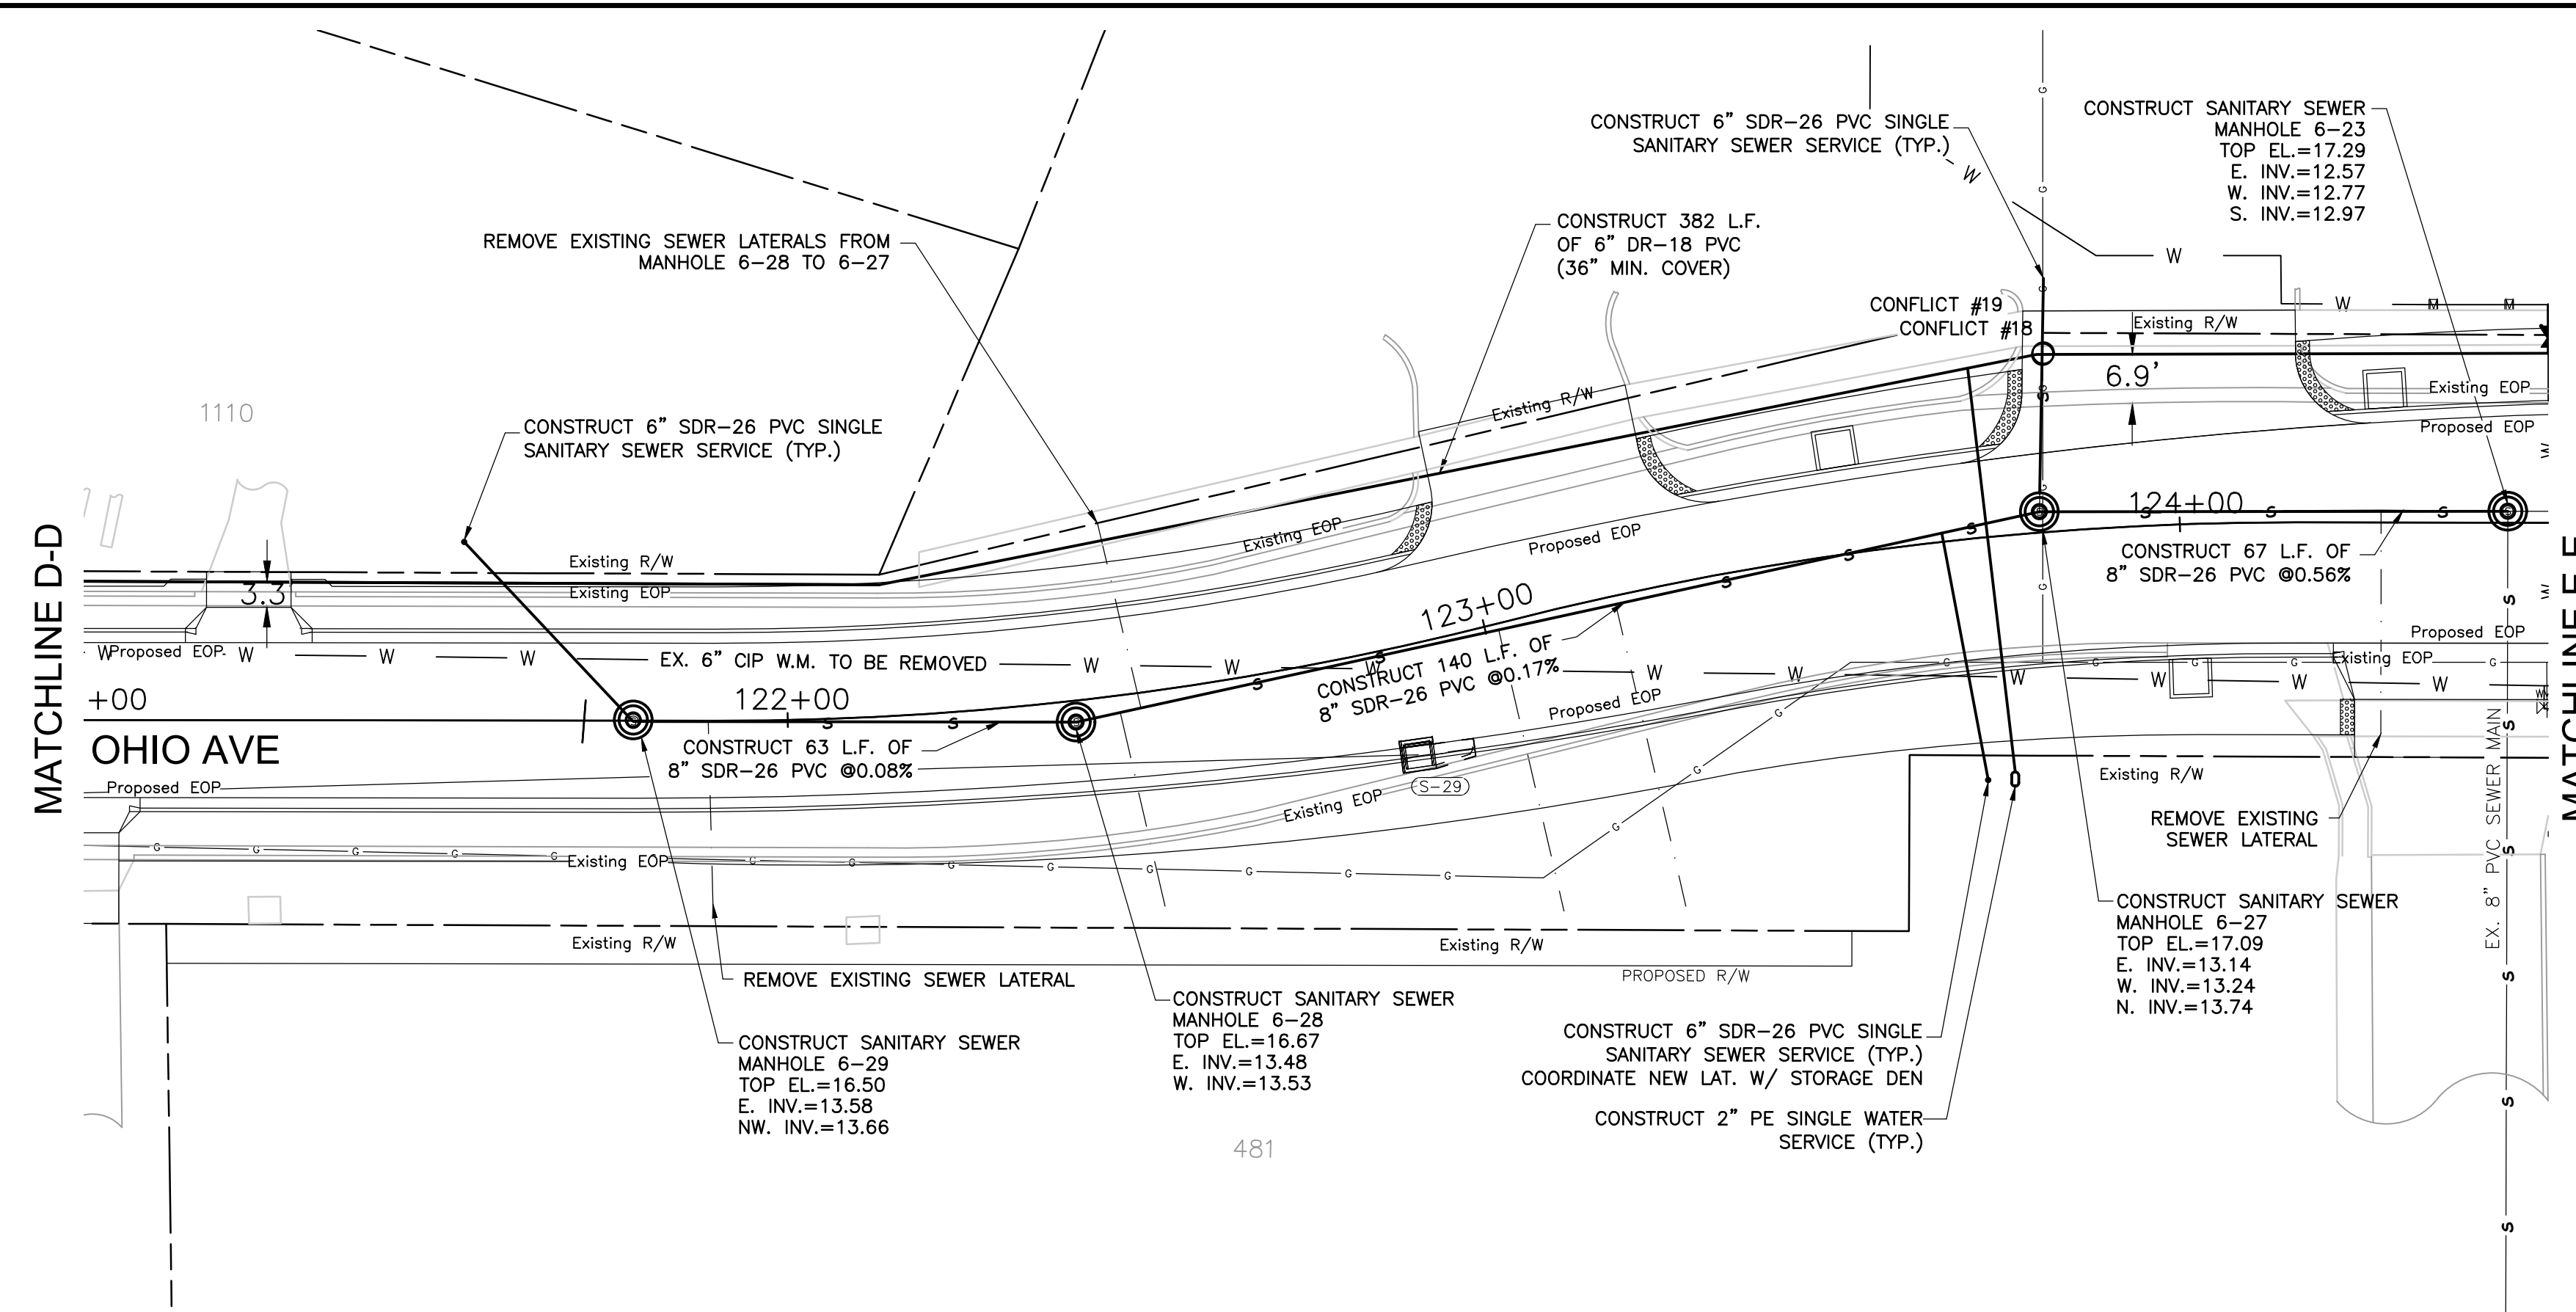 CONSTRUCT 6" SDR-26 PVC SINGLE
SANITARY SEWER SERVICE (TYP.)
W
CONSTRUCT SANITARY SEWER
MANHOLE 6-23
TOP EL.=17.29
E. INV.=12.57
W. INV.=12.77
S. INV.=12.97
REMOVE EXISTING SEWER LATERALS FROM
MANHOLE 6-28 TO 6-27
CONSTRUCT 382 L.F.
OF 6" DR-18 PVC
(36" MIN. COVER)
W
CONFLICT #19
CONFLICT #18
W M M
Existing R/W
6.9'
Existing EOP
Proposed EOP
1110
CONSTRUCT 6" SDR-26 PVC SINGLE
SANITARY SEWER SERVICE (TYP.)
Existing R/W
Existing EOP
Proposed EOP
MATCHLINE D-D
Existing R/W
Existing EOP
3.3'
124+00
CONSTRUCT 67 L.F. OF
8" SDR-26 PVC @0.56%
123+00
CONSTRUCT 140 L.F. OF
8" SDR-26 PVC @0.17%
W Proposed EOP W W W EX. 6" CIP W.M. TO BE REMOVED W W W W W W W W W
Proposed EOP
Existing EOP
Proposed EOP
+00
122+00
OHIO AVE
CONSTRUCT 63 L.F. OF
8" SDR-26 PVC @0.08%
Proposed EOP
S-29
Existing EOP
Existing R/W
REMOVE EXISTING
SEWER LATERAL
EX. 8" PVC SEWER MAIN
G G G G G Existing EOP G G G G G G G G
Existing R/W
Existing R/W
PROPOSED R/W
REMOVE EXISTING SEWER LATERAL
CONSTRUCT SANITARY SEWER
MANHOLE 6-27
TOP EL.=17.09
E. INV.=13.14
W. INV.=13.24
N. INV.=13.74
CONSTRUCT SANITARY SEWER
MANHOLE 6-28
TOP EL.=16.67
E. INV.=13.48
W. INV.=13.53
CONSTRUCT SANITARY SEWER
MANHOLE 6-29
TOP EL.=16.50
E. INV.=13.58
NW. INV.=13.66
CONSTRUCT 6" SDR-26 PVC SINGLE
SANITARY SEWER SERVICE (TYP.)
COORDINATE NEW LAT. W/ STORAGE DEN
CONSTRUCT 2" PE SINGLE WATER
SERVICE (TYP.)
481